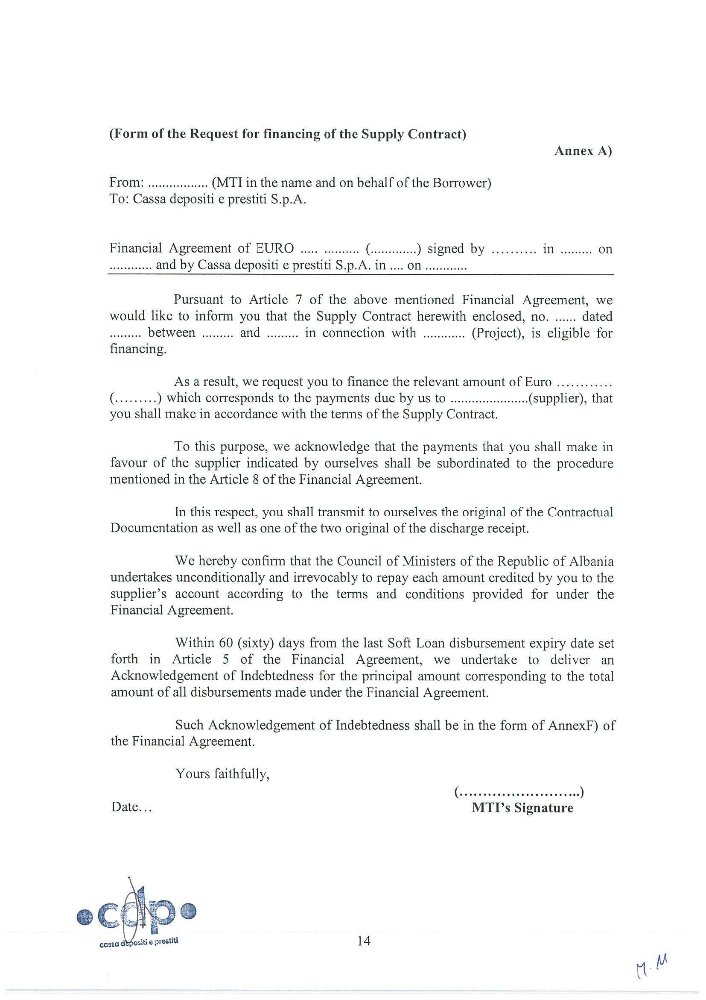 (Form of the Request for financing of the Supply Contract)
Annex A)
From: ................. (MTI in the name and on behalf of the Borrower)
To: Cassa depositi e prestiti S.p.A.
Financial Agreement of EURO ..... .......... (.............) signed by .......... in ......... on
............ and by Cassa depositi e prestiti S.p.A. in .... on ............
Pursuant to Article 7 of the above mentioned Financial Agreement, we
would like to inform you that the Supply Contract herewith enclosed, no. ...... dated
......... between ......... and ......... in connection with ............ (Project), is eligible for
financing.
As a result, we request you to finance the relevant amount of Euro ............
(.........) which corresponds to the payments due by us to ......................(supplier), that
you shall make in accordance with the terms of the Supply Contract.
To this purpose, we acknowledge that the payments that you shall make in
favour of the supplier indicated by ourselves shall be subordinated to the procedure
mentioned in the Article 8 of the Financial Agreement.
In this respect, you shall transmit to ourselves the original of the Contractual
Documentation as well as one of the two original of the discharge receipt.
We hereby confirm that the Council of Ministers of the Republic of Albania
undertakes unconditionally and irrevocably to repay each amount credited by you to the
supplier's account according to the terms and conditions provided for under the
Financial Agreement.
Within 60 (sixty) days from the last Soft Loan disbursement expiry date set
forth in Article 5 of the Financial Agreement, we undertake to deliver an
Acknowledgement of Indebtedness for the principal amount corresponding to the total
amount of all disbursements made under the Financial Agreement.
Such Acknowledgement of Indebtedness shall be in the form of AnnexF) of
the Financial Agreement.
Yours faithfully,
(..........................)
Date...
MTI's Signature
cdp
cassa depositi e prestiti
14
M.M